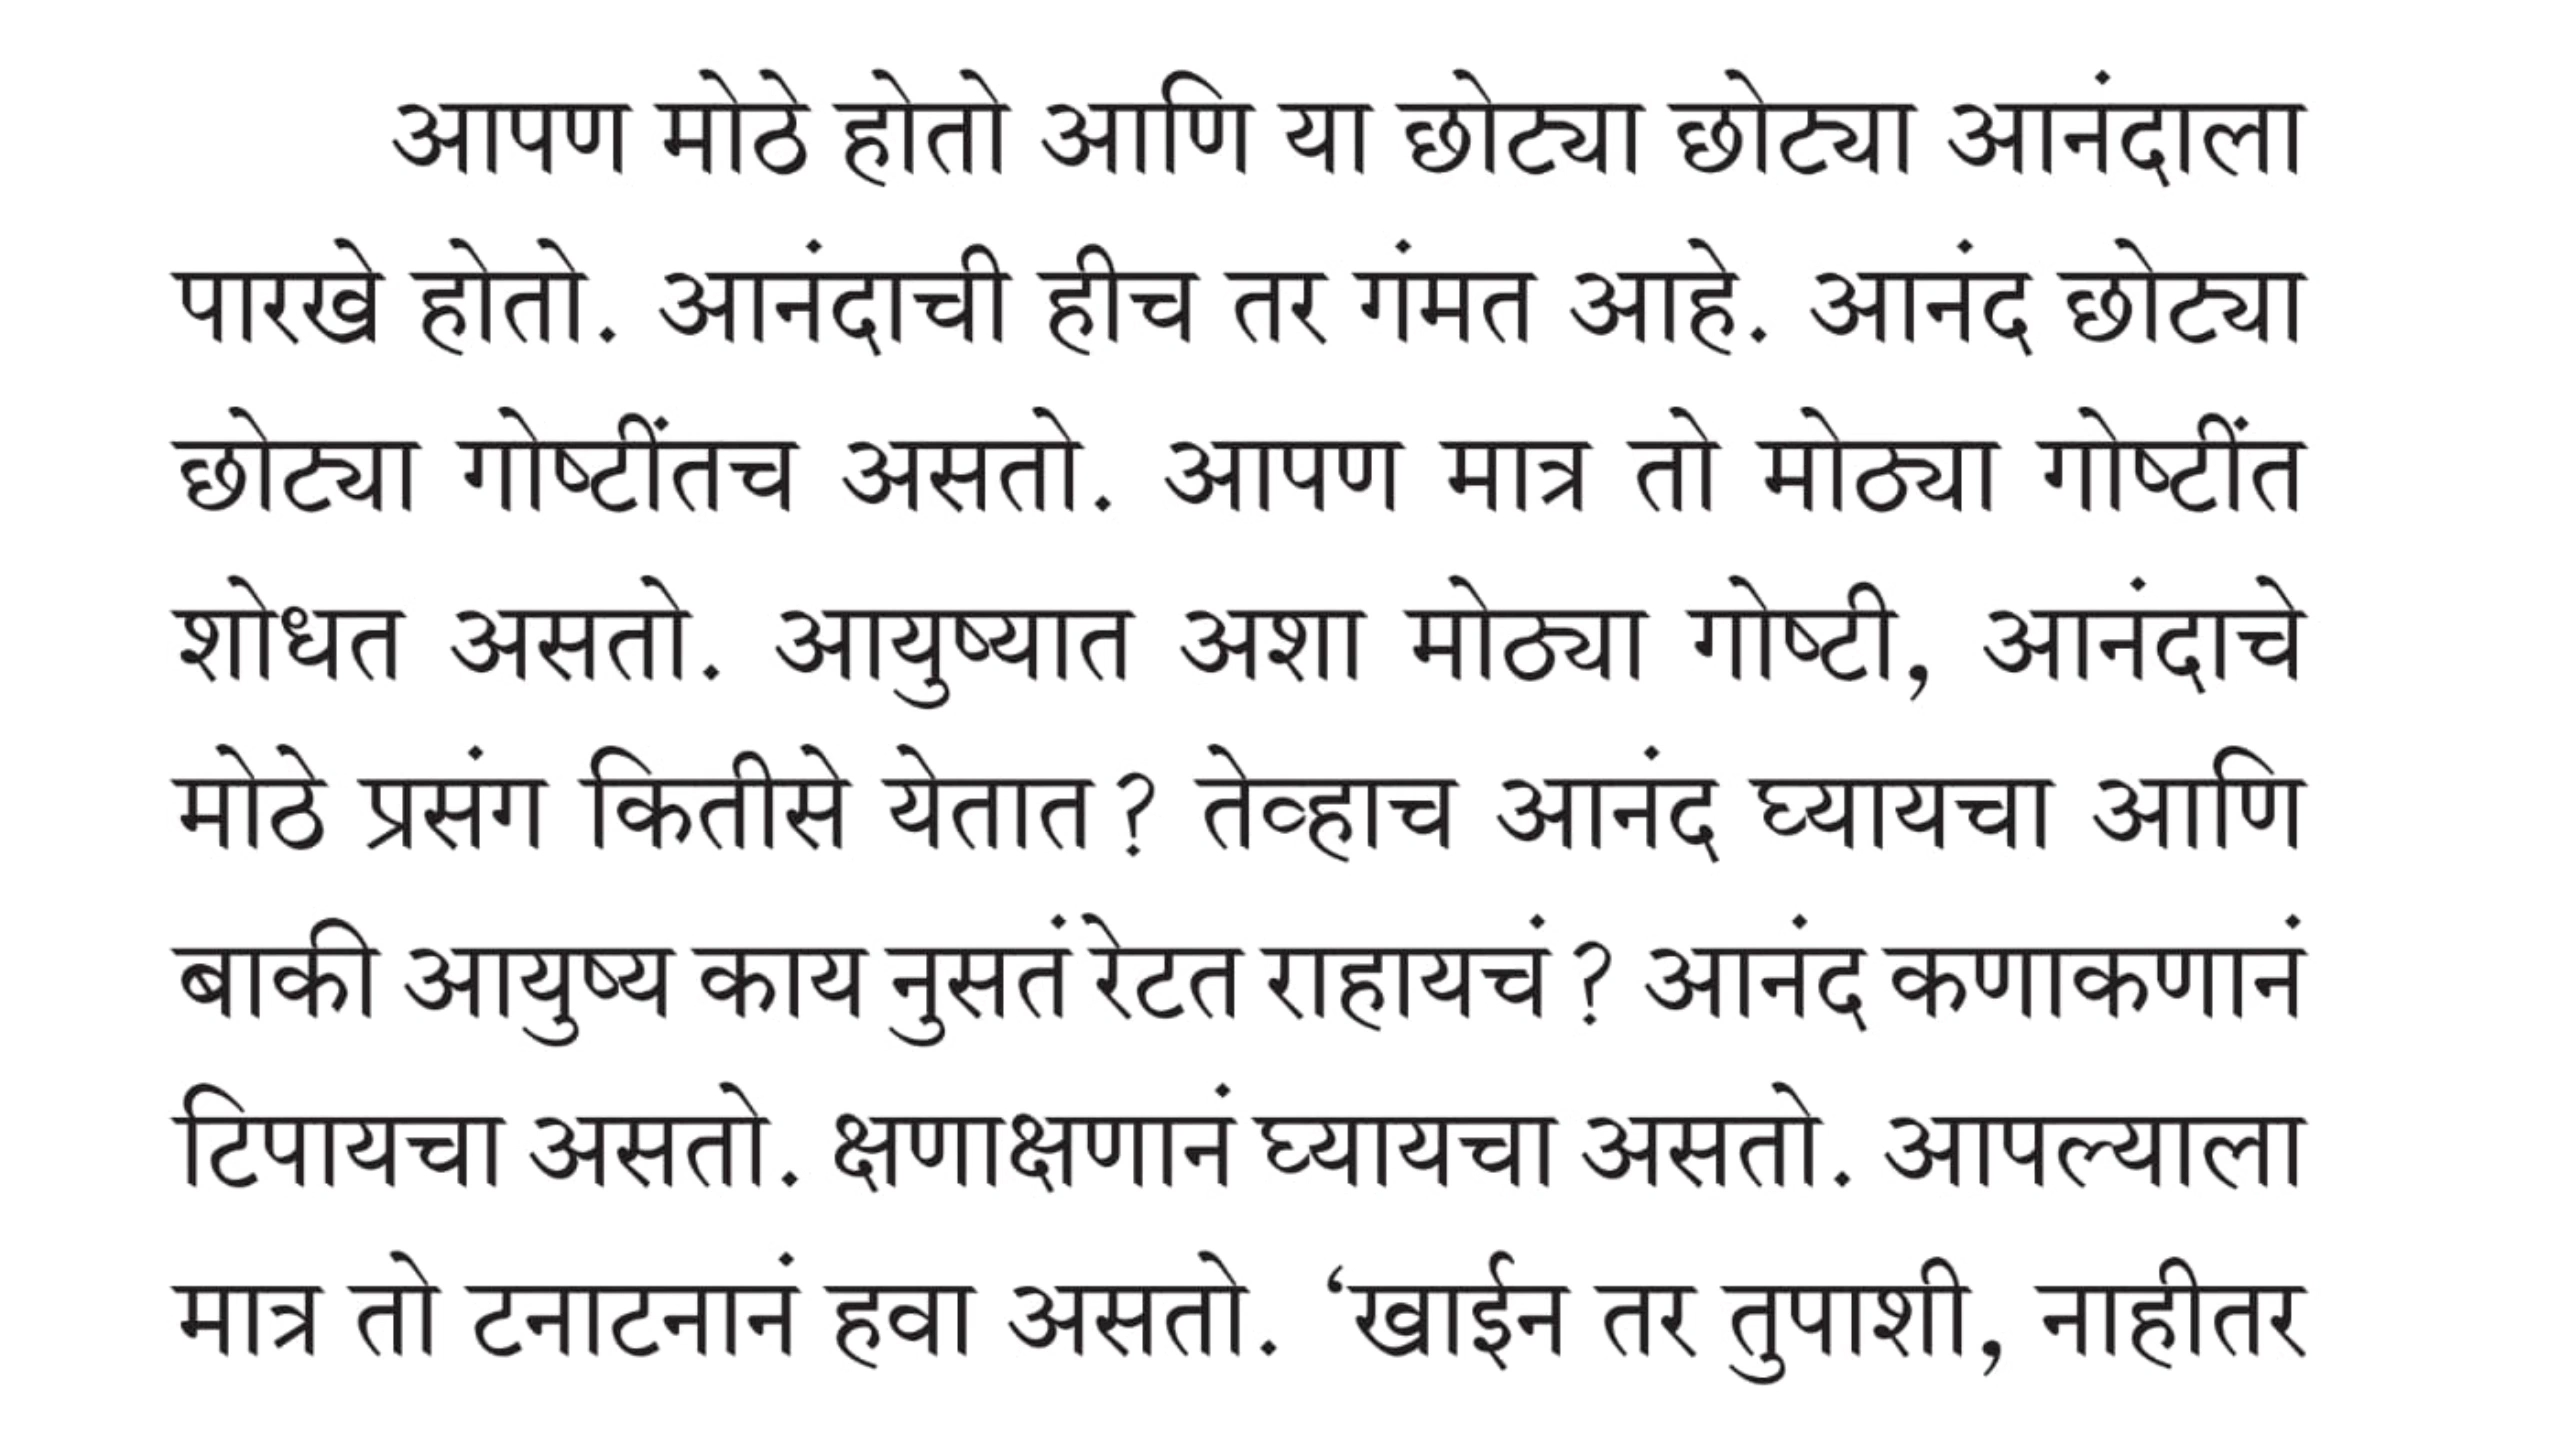 आपण मोठे होतो आणि या छोट्या छोट्या आनंदाला
पारखे होतो. आनंदाची हीच तर गंमत आहे. आनंद छोट्या
छोट्या गोष्टींतच असतो. आपण मात्र तो मोठ्या गोष्टींत
शोधत असतो. आयुष्यात अशा मोठ्या गोष्टी, आनंदाचे
मोठे प्रसंग कितीसे येतात? तेव्हाच आनंद घ्यायचा आणि
बाकी आयुष्य काय नुसतं रेटत राहायचं? आनंद कणाकणानं
टिपायचा असतो. क्षणाक्षणानं घ्यायचा असतो. आपल्याला
मात्र तो टनाटनानं हवा असतो. ‘खाईन तर तुपाशी, नाहीतर